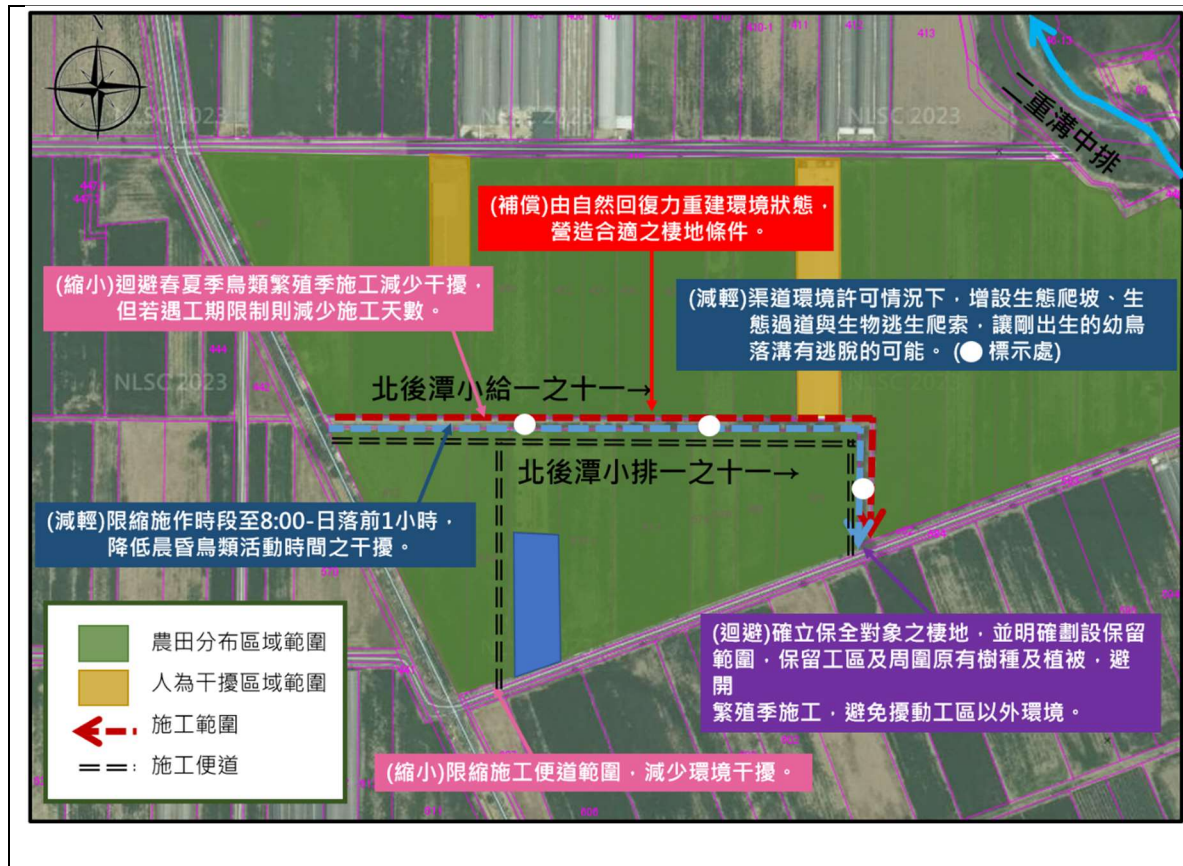 N
410-1
411
412
413
NLSC 2023
NLSC 2023
二重溝中排
(補償)由自然回復力重建環境狀態，
營造合適之棲地條件。
(縮小)迴避春夏季鳥類繁殖季施工減少干擾，
但若遇工期限制則減少施工天數。
(減輕)渠道環境許可情況下，增設生態爬坡、生
態過道與生物逃生爬索，讓剛出生的幼鳥
落溝有逃脫的可能。(標示處)
444
NLSC 2023
NLSC 2023
北後潭小給一之十一→
北後潭小排一之十一→
(減輕)限縮施作時段至8:00-日落前1小時，
降低晨昏鳥類活動時間之干擾。
(迴避)確立保全對象之棲地，並明確劃設保留
範圍，保留工區及周圍原有樹種及植被，避
開
繁殖季施工，避免擾動工區以外環境。
農田分布區域範圍
人為干擾區域範圍
施工範圍
施工便道
(縮小)限縮施工便道範圍，減少環境干擾。